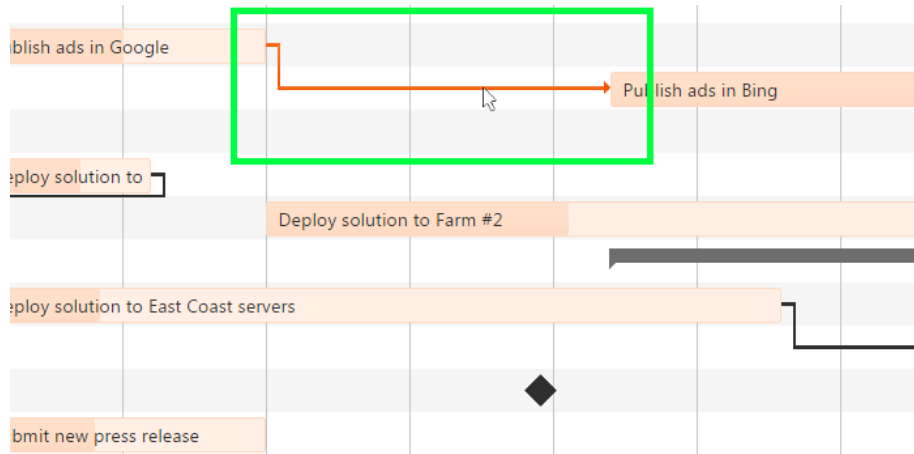 blish ads in Google
Publish ads in Bing
eploy solution to
Deploy solution to Farm #2
eploy solution to East Coast servers
bmit new press release